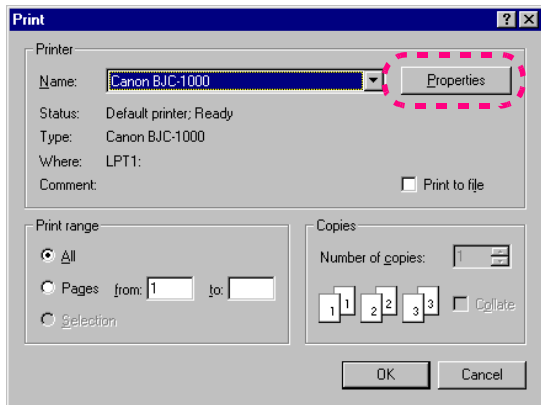 Print
Printer
Name: Canon BJC-1000 Properties
Status: Default printer; Ready
Type: Canon BJC-1000
Where: LPT1:
Comment: Print to file
Print range
All
Pages from: 1 to:
Selection
Copies
Number of copies: 1
1 1 2 2 3 3 Collate
OK Cancel